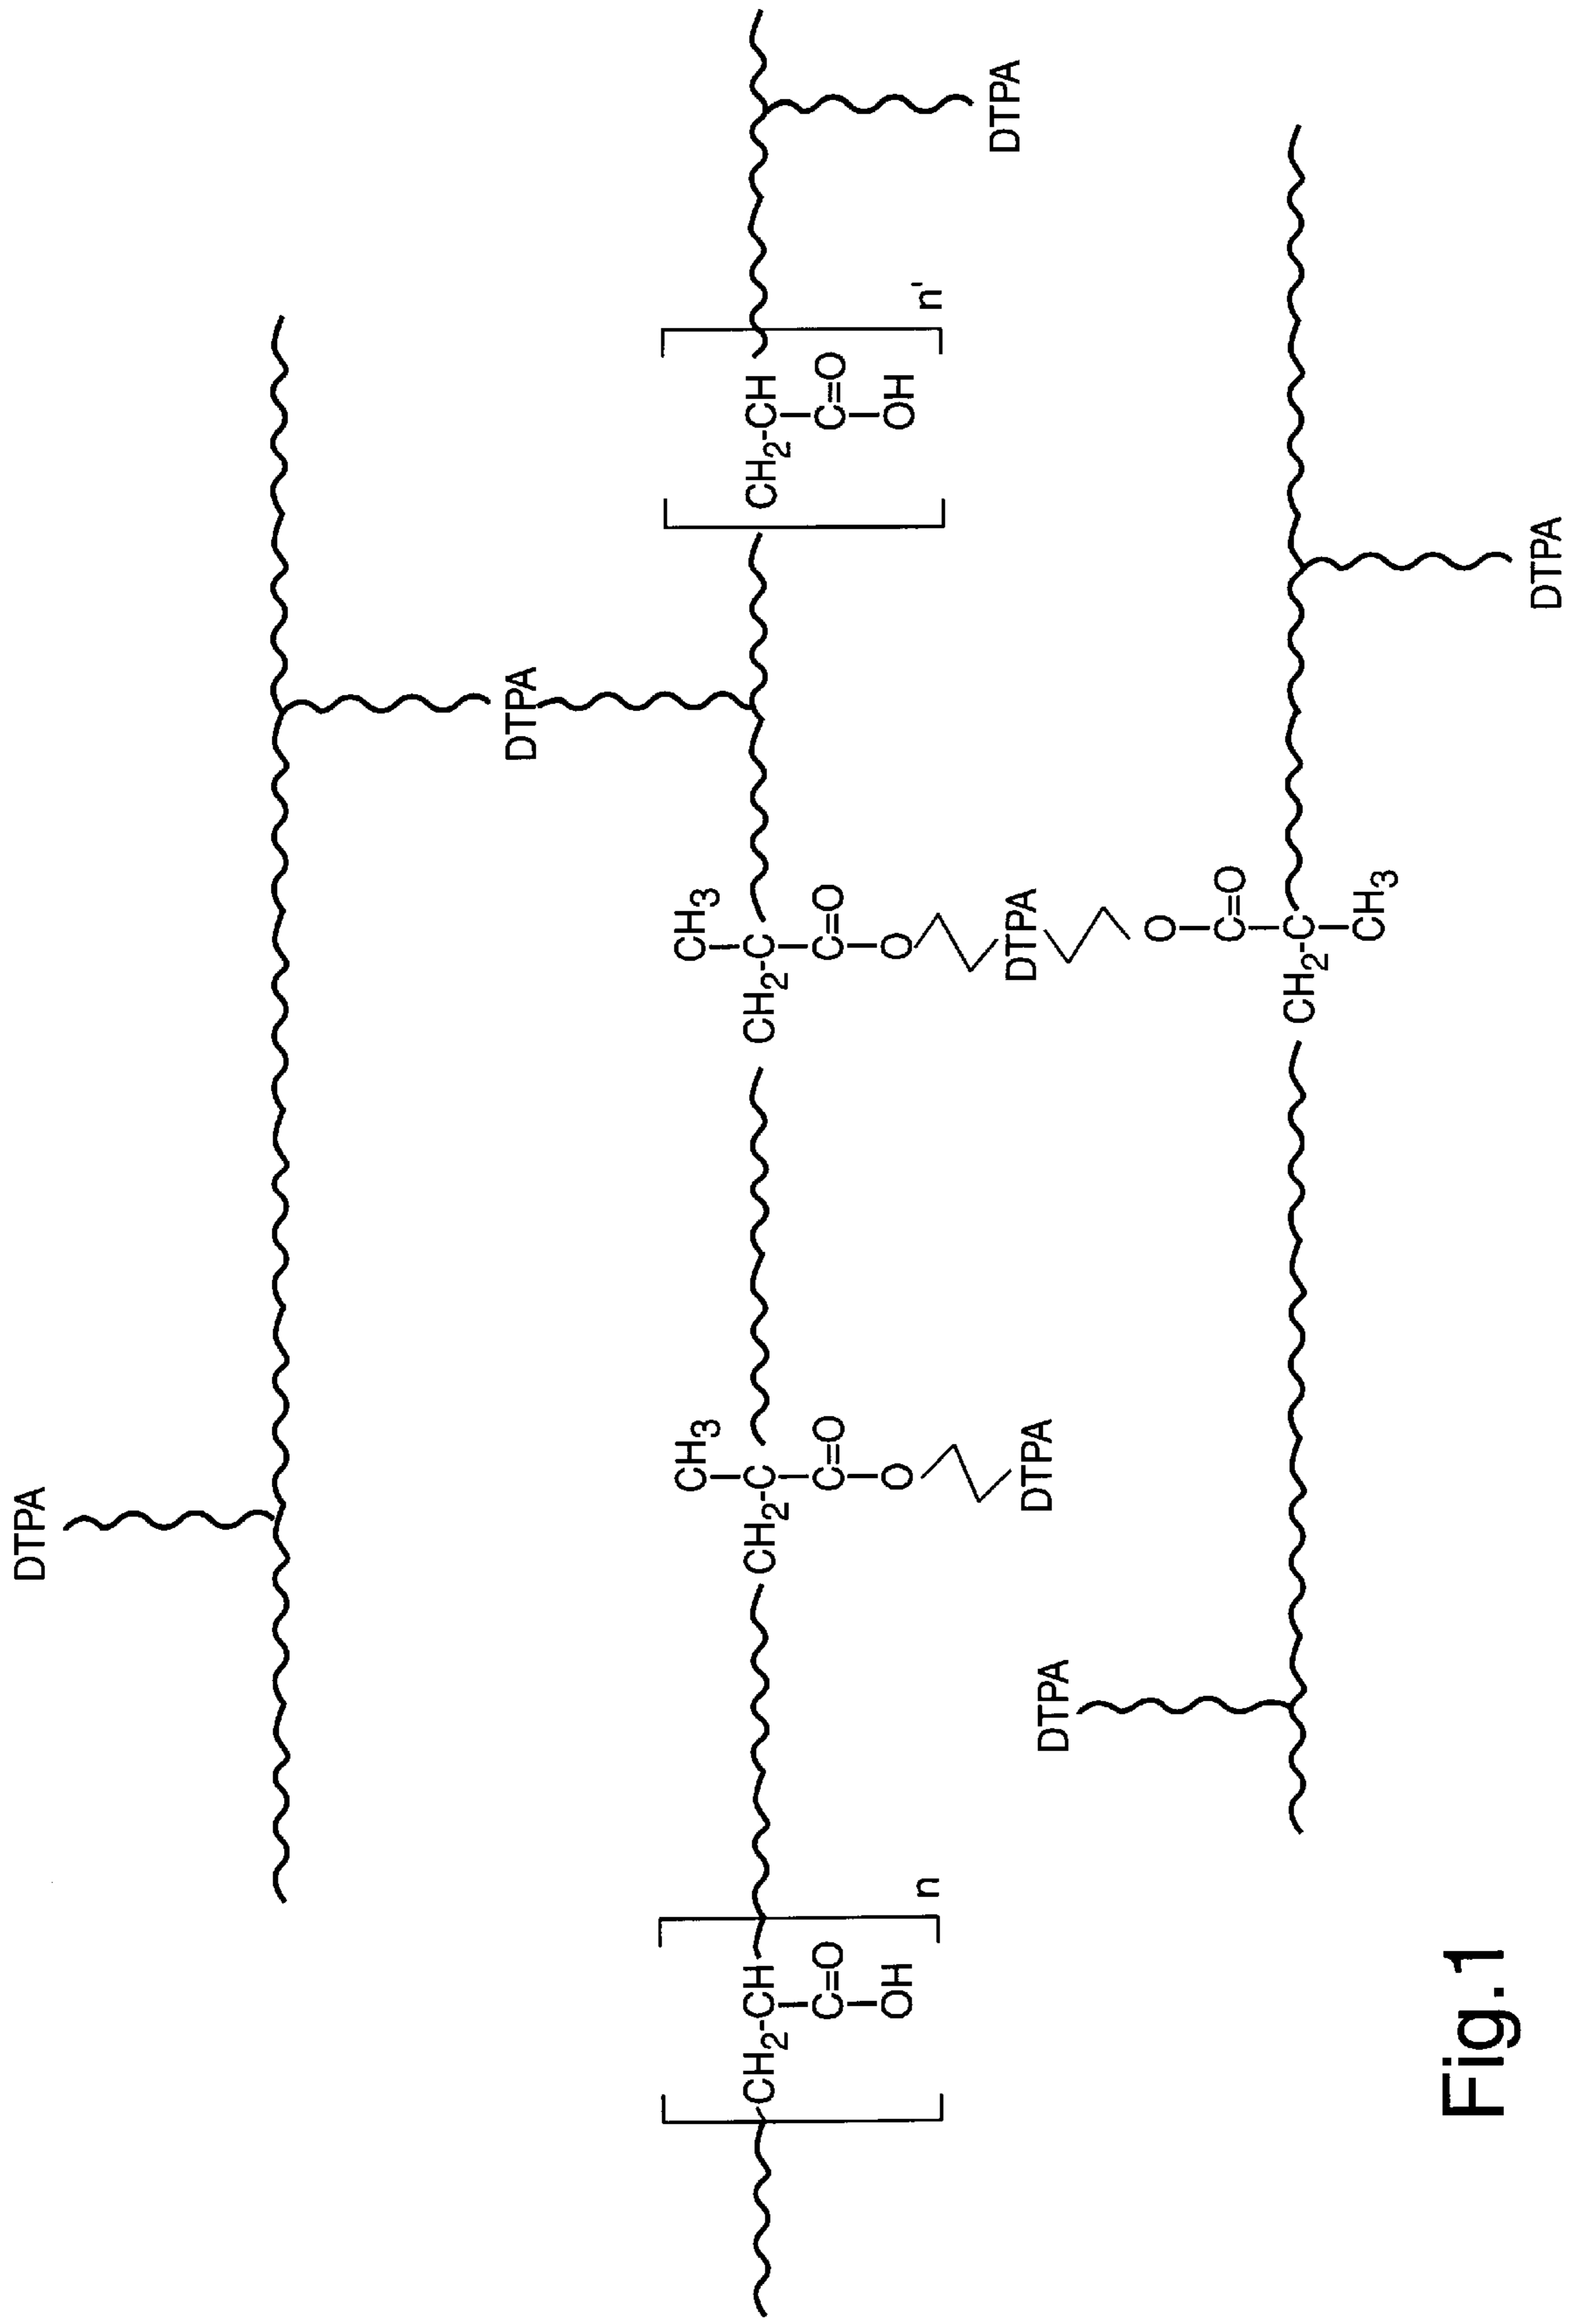 DTPA
DTPA
CH3 CH3
CH2-CH CH2-C CH2-C CH2-CH
C=O C=O C=O C=O
OH O O OH
n n'
DTPA DTPA DTPA DTPA
O
C=O
CH2-C
CH3
Fig.1
DTPA